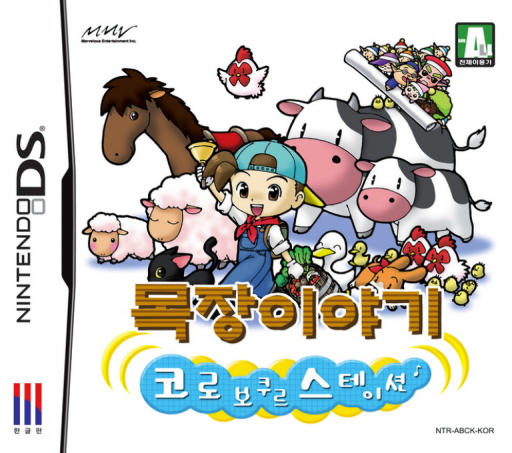 Marvelous Entertainment Inc.
전체이용가
NINTENDO DS
목장이야기
코로보쿠르 스테이션
한글판
NTR-ABCK-KOR